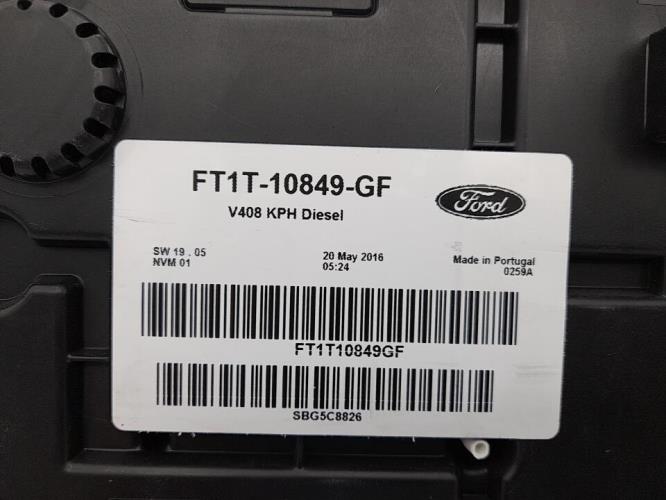 FT1T-10849-GF
V408 KPH Diesel
Ford
SW 19 . 05
NVM 01
20 May 2016
05:24
Made in Portugal
0259A
FT1T10849GF
SBG5C8826